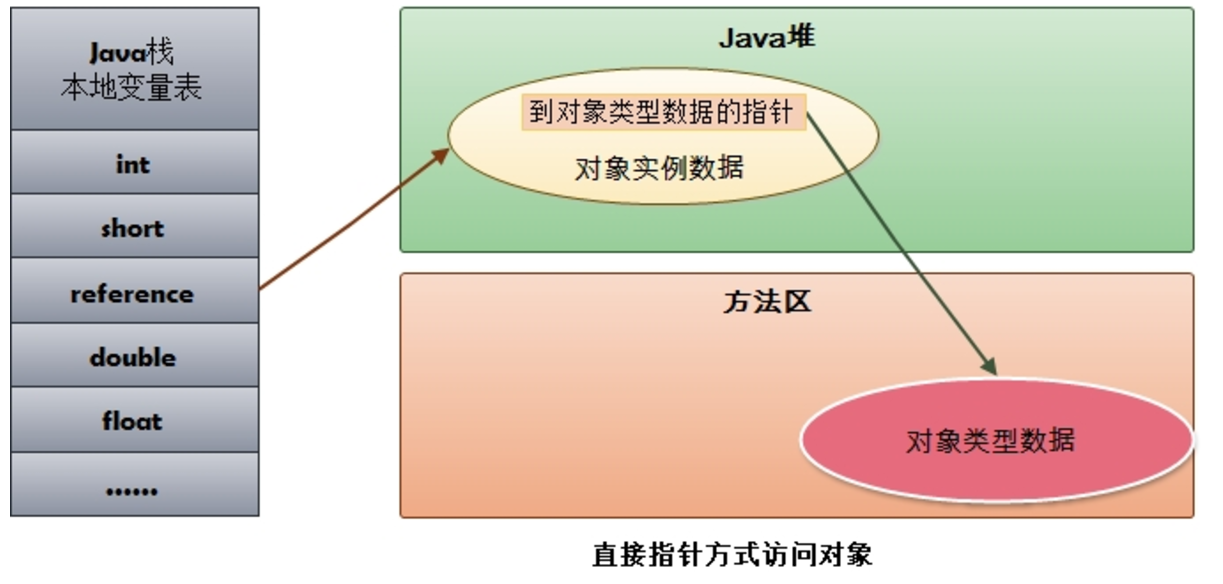 Java栈
本地变量表
int
short
reference
double
float
······
Java堆
到对象类型数据的指针
对象实例数据
方法区
对象类型数据
直接指针方式访问对象